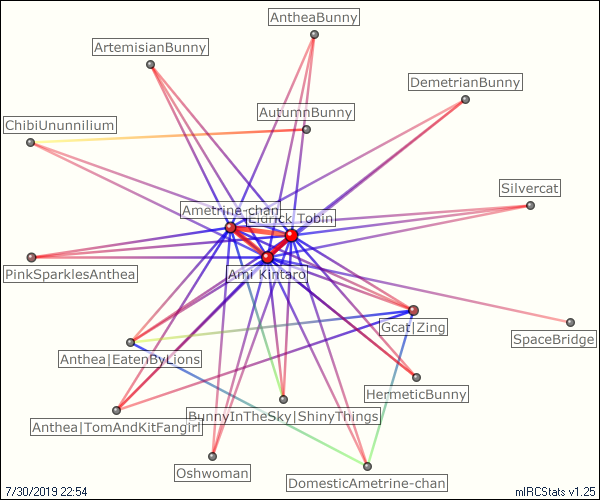 AntheaBunny
ArtemisianBunny
DemetrianBunny
AutumnBunny
ChibiUnunnilium
Silvercat
Ametrine-chan
Eldrick Tobin
Ami Kintaro
PinkSparklesAnthea
Gcat|Zing
SpaceBridge
Anthea|EatenByLions
HermeticBunny
BunnyInTheSky|ShinyThings
Anthea|TomAndKitFangirl
Oshwoman
DomesticAmetrine-chan
7/30/2019 22:54
mIRCStats v1.25